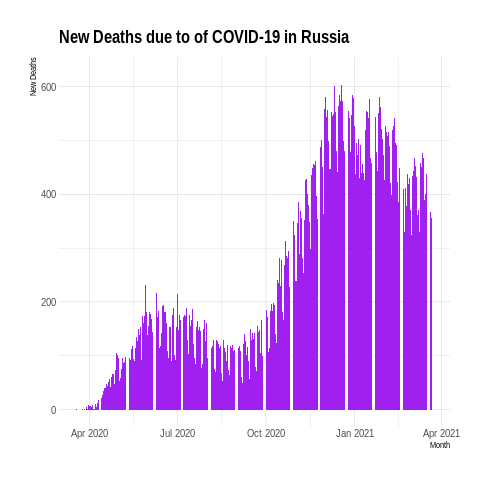 New Deaths due to of COVID-19 in Russia
New Deaths
600
400
200
0
Apr 2020
Jul 2020
Oct 2020
Jan 2021
Apr 2021
Month